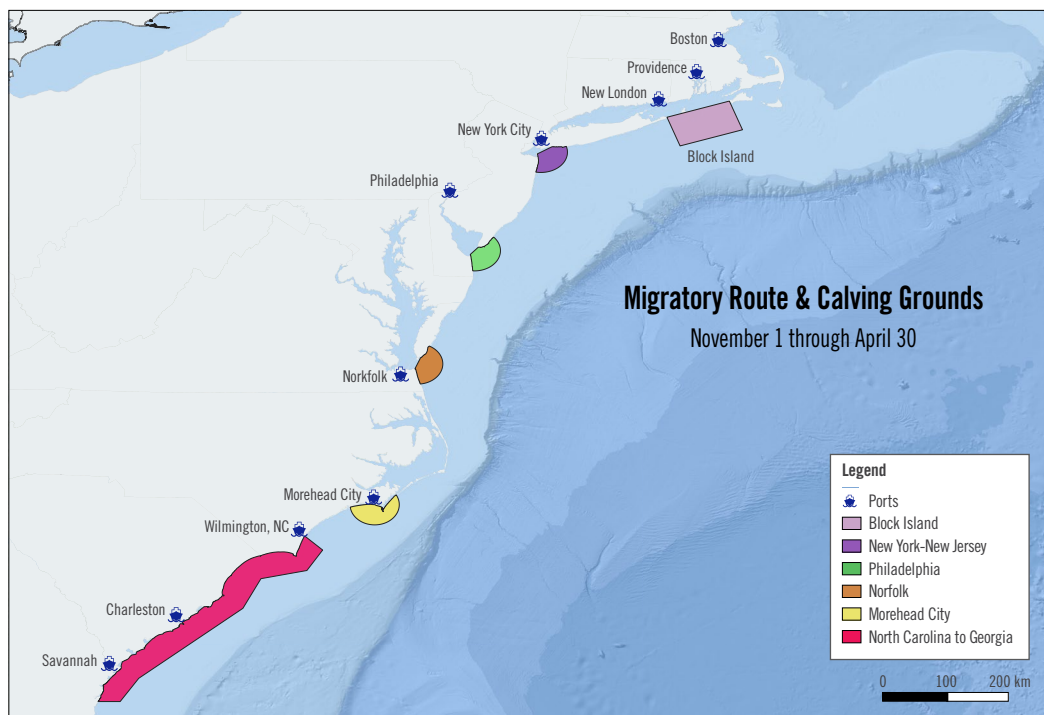 Boston
Providence
New London
New York City
Block Island
Philadelphia
Migratory Route & Calving Grounds
November 1 through April 30
Norkfolk
Morehead City
Wilmington, NC
Charleston
Savannah
Legend
Ports
Block Island
New York-New Jersey
Philadelphia
Norfolk
Morehead City
North Carolina to Georgia
0 100 200 km